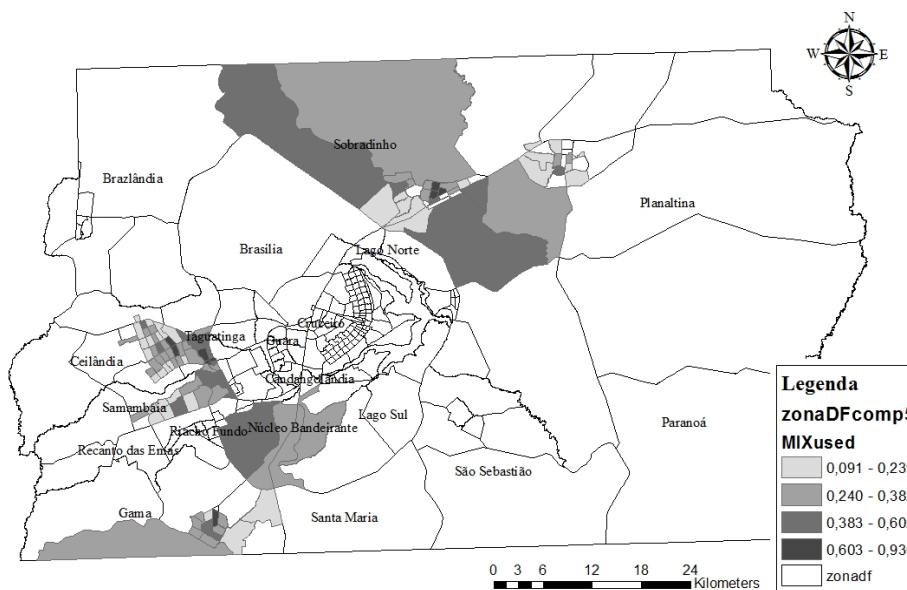 N
W E
S
Sobradinho
Brazlândia
Planaltina
Brasília
Lago Norte
Cruzeiro
Taguatinga
Guara
Ceilândia
Candangolândia
Samambaia
Lago Sul
Paranoá
Riacho Fundo
Núcleo Bandeirante
Recanto das Emas
São Sebastião
Gama
Santa Maria
Legenda
zonaDFcomp5
MIXused
0,091 - 0,23
0,240 - 0,38
0,383 - 0,60
0,603 - 0,93
zonadf
0 3 6 12 18 24
Kilometers